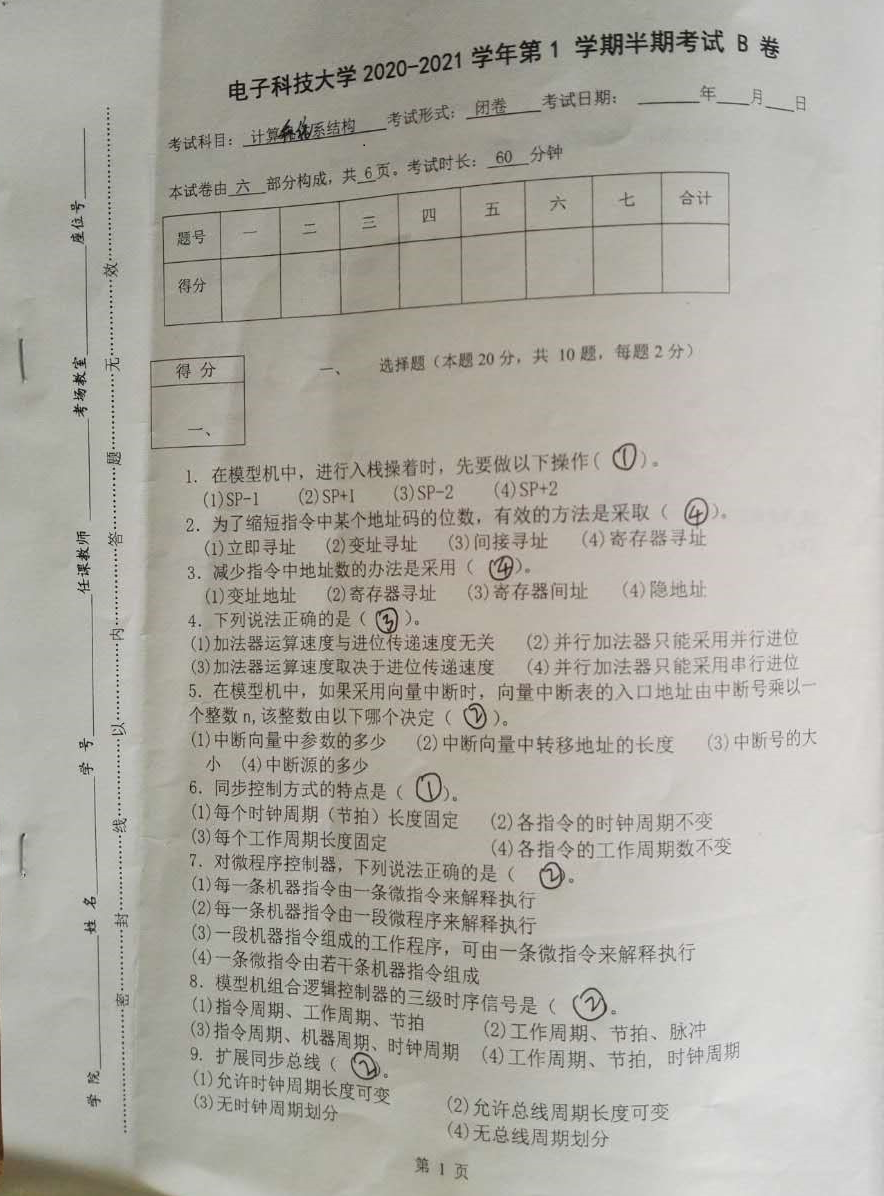 电子科技大学2020-2021学年第1 学期半期考试 B 卷
考试科目： 计算系结构 考试形式： 闭卷 考试日期： 年 月 日
本试卷由 六 部分构成，共 6 页。考试时长： 60 分钟
题号 一 二 三 四 五 六 七 合计
得分
得 分
一、
一、 选择题（本题20分，共 10题，每题2分）
1. 在模型机中，进行入栈操着时，先要做以下操作( ① )。
(1)SP-1 (2)SP+1 (3)SP-2 (4)SP+2
2. 为了缩短指令中某个地址码的位数，有效的方法是采取（ ④ ）。
(1)立即寻址 (2)变址寻址 (3)间接寻址 (4)寄存器寻址
3. 减少指令中地址数的办法是采用（ ④ ）。
(1)变址地址 (2)寄存器寻址 (3)寄存器间址 (4)隐地址
4. 下列说法正确的是（ ③ ）。
(1)加法器运算速度与进位传递速度无关 (2)并行加法器只能采用并行进位
(3)加法器运算速度取决于进位传递速度 (4)并行加法器只能采用串行进位
5. 在模型机中，如果采用向量中断时，向量中断表的入口地址由中断号乘以一
个整数n,该整数由以下哪个决定（ ② ）。
(1)中断向量中参数的多少 (2)中断向量中转移地址的长度 (3)中断号的大
小 (4)中断源的多少
6. 同步控制方式的特点是（ ① ）。
(1)每个时钟周期（节拍）长度固定 (2)各指令的时钟周期不变
(3)每个工作周期长度固定 (4)各指令的工作周期数不变
7. 对微程序控制器，下列说法正确的是（ ② ）。
(1)每一条机器指令由一条微指令来解释执行
(2)每一条机器指令由一段微程序来解释执行
(3)一段机器指令组成的工作程序，可由一条微指令来解释执行
(4)一条微指令由若干条机器指令组成
8. 模型机组合逻辑控制器的三级时序信号是（ ② ）。
(1)指令周期、工作周期、节拍 (2)工作周期、节拍、脉冲
(3)指令周期、机器周期、时钟周期 (4)工作周期、节拍, 时钟周期
9. 扩展同步总线（ ② ）。
(1)允许时钟周期长度可变 (2)允许总线周期长度可变
(3)无时钟周期划分 (4)无总线周期划分
第 1 页
学 院 姓 名 学 号 任课教师 考场教室 座位号
密 封 线 以 内 答 题 无 效